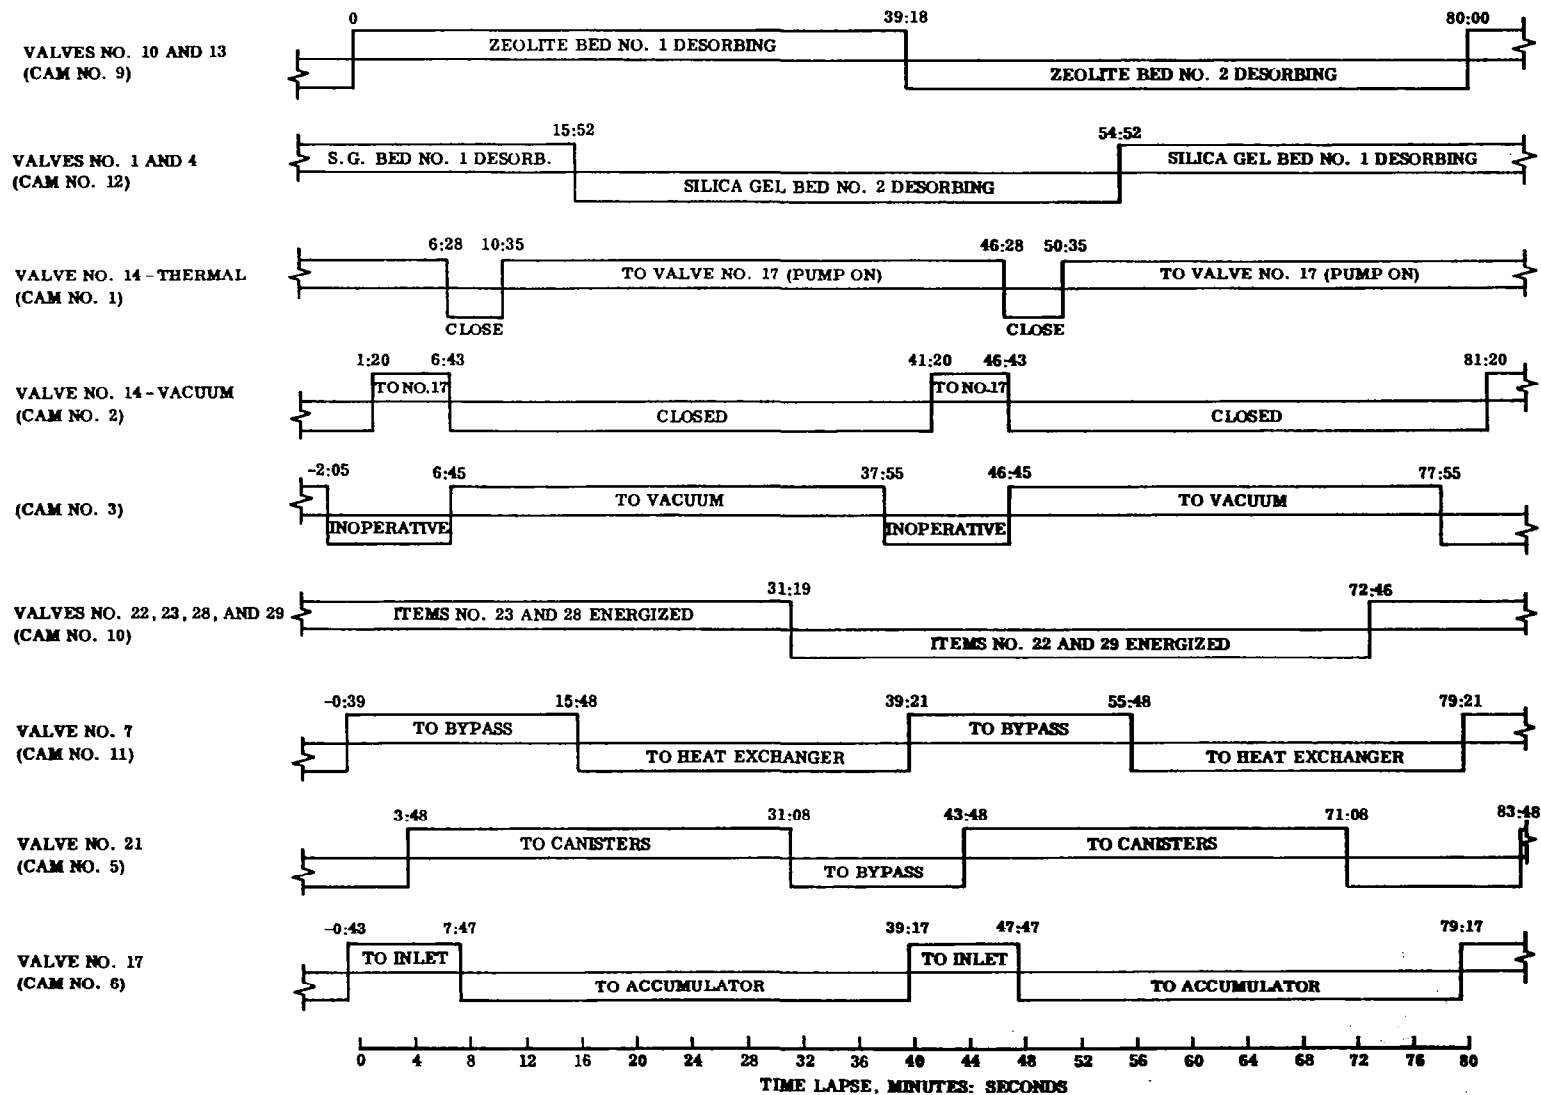 0 39:18 80:00
VALVES NO. 10 AND 13
(CAM NO. 9)
ZEOLITE BED NO. 1 DESORBING
ZEOLITE BED NO. 2 DESORBING
15:52 54:52
VALVES NO. 1 AND 4
(CAM NO. 12)
S.G. BED NO. 1 DESORB.
SILICA GEL BED NO. 1 DESORBING
SILICA GEL BED NO. 2 DESORBING
6:28 10:35 46:28 50:35
VALVE NO. 14-THERMAL
(CAM NO. 1)
TO VALVE NO. 17 (PUMP ON)
TO VALVE NO. 17 (PUMP ON)
CLOSE
CLOSE
1:20 6:43 41:20 46:43 81:20
VALVE NO. 14-VACUUM
(CAM NO. 2)
TO NO.17
TO NO.17
CLOSED
CLOSED
-2:05 6:45 37:55 46:45 77:55
(CAM NO. 3)
TO VACUUM
TO VACUUM
INOPERATIVE
INOPERATIVE
31:19 72:46
VALVES NO. 22, 23, 28, AND 29
(CAM NO. 10)
ITEMS NO. 23 AND 28 ENERGIZED
ITEMS NO. 22 AND 29 ENERGIZED
-0:39 15:48 39:21 55:48 79:21
VALVE NO. 7
(CAM NO. 11)
TO BYPASS
TO BYPASS
TO HEAT EXCHANGER
TO HEAT EXCHANGER
3:48 31:08 43:48 71:08 83:48
VALVE NO. 21
(CAM NO. 5)
TO CANISTERS
TO CANISTERS
TO BYPASS
-0:43 7:47 39:17 47:47 79:17
VALVE NO. 17
(CAM NO. 6)
TO INLET
TO INLET
TO ACCUMULATOR
TO ACCUMULATOR
0 4 8 12 16 20 24 28 32 36 40 44 48 52 56 60 64 68 72 76 80
TIME LAPSE, MINUTES: SECONDS